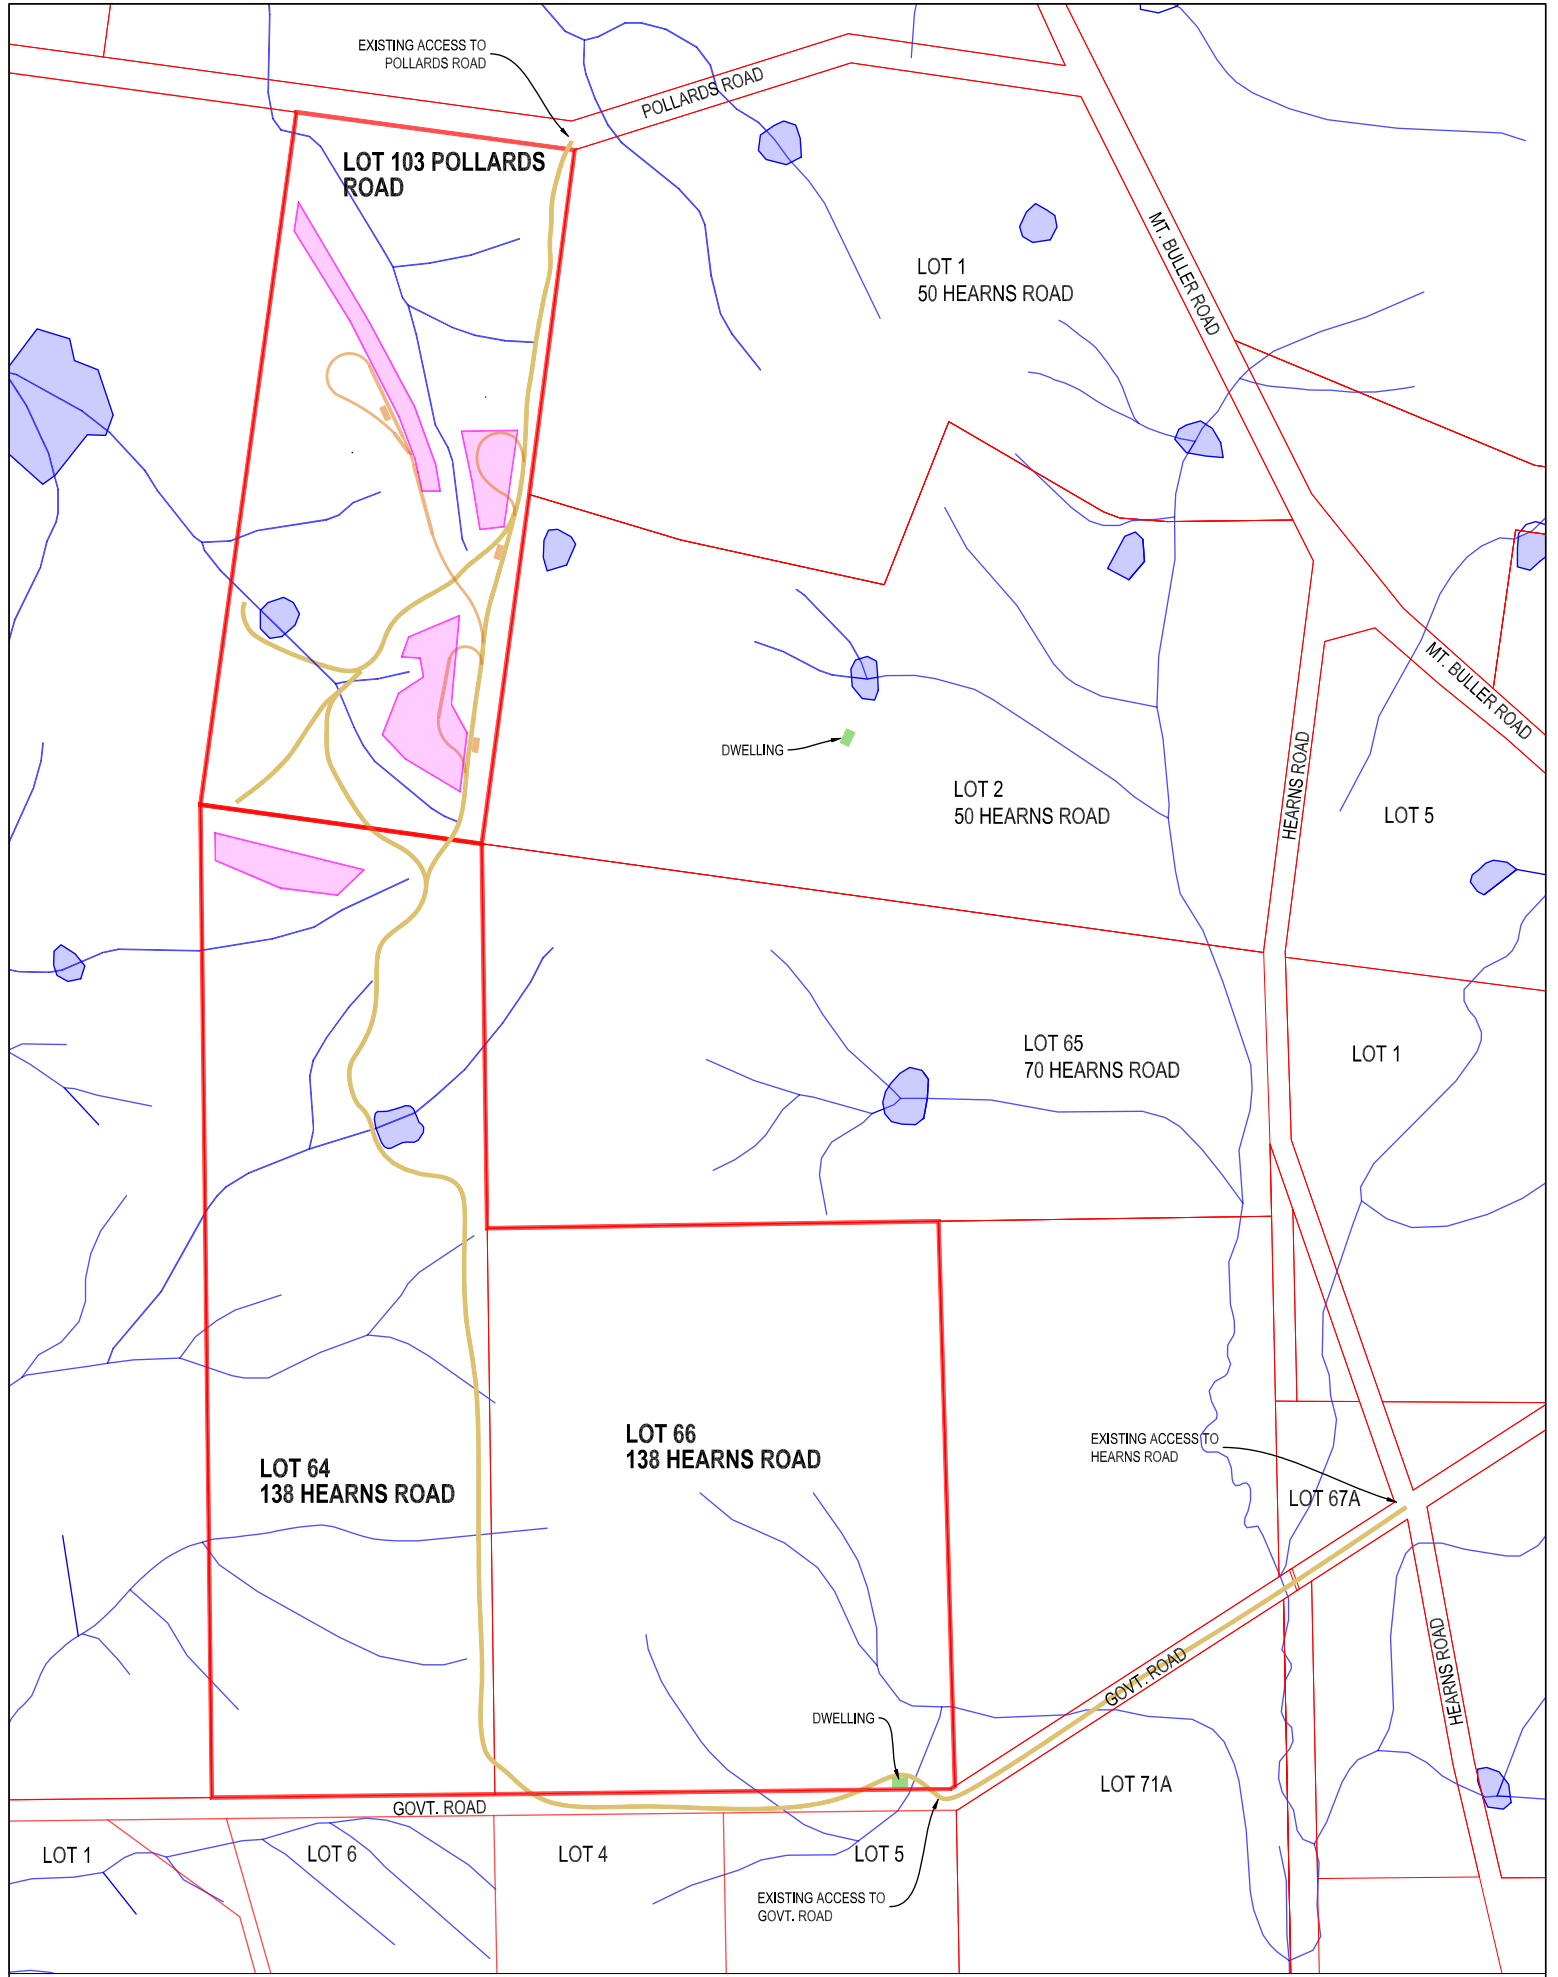 EXISTING ACCESS TO
POLLARDS ROAD
POLLARDS ROAD
LOT 103 POLLARDS
ROAD
MT. BULLER ROAD
LOT 1
50 HEARNS ROAD
MT. BULLER ROAD
HEARNS ROAD
DWELLING
LOT 2
50 HEARNS ROAD
LOT 5
LOT 65
70 HEARNS ROAD
LOT 1
LOT 66
138 HEARNS ROAD
EXISTING ACCESS TO
HEARNS ROAD
LOT 64
138 HEARNS ROAD
LOT 67A
GOVT. ROAD
HEARNS ROAD
DWELLING
LOT 71A
GOVT. ROAD
LOT 1
LOT 6
LOT 4
LOT 5
EXISTING ACCESS TO
GOVT. ROAD